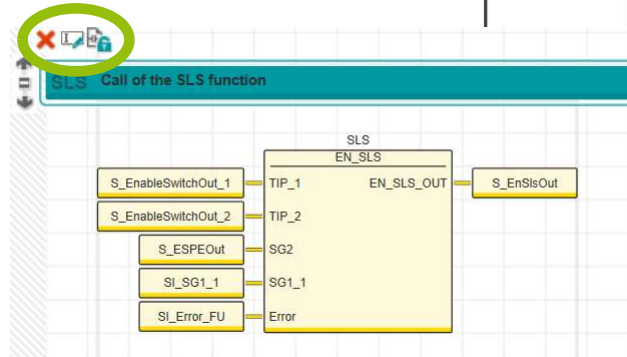 SLS Call of the SLS function
SLS
EN_SLS
S_EnableSwitchOut_1 TIP_1 EN_SLS_OUT S_EnSlsOut
S_EnableSwitchOut_2 TIP_2
S_ESPEOut SG2
SI_SG1_1 SG1_1
SI_Error_FU Error